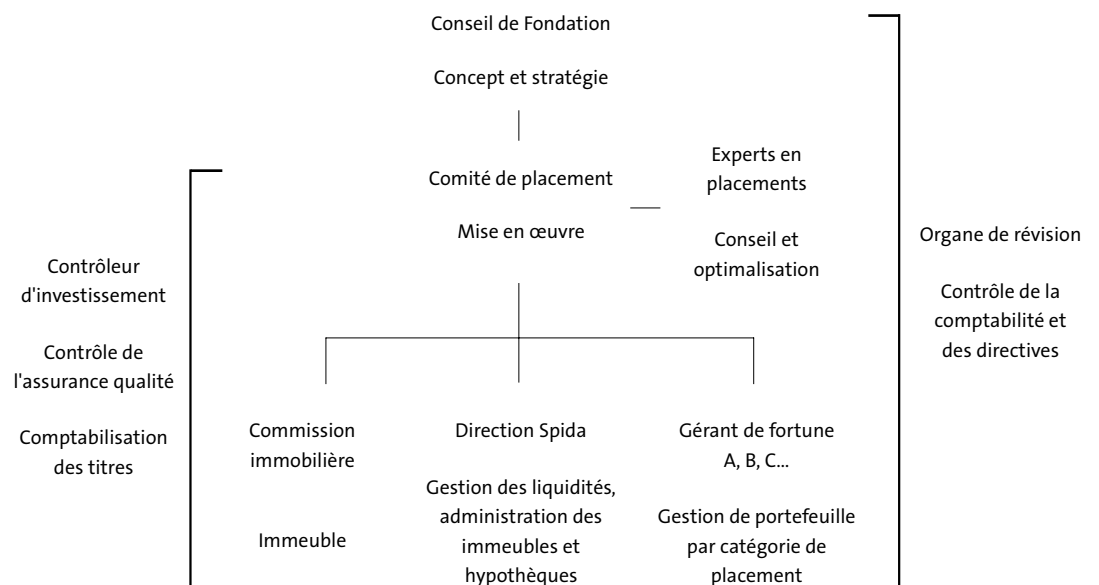 Conseil de Fondation
Concept et stratégie
Comité de placement
Mise en œuvre
Experts en
placements
Conseil et
optimalisation
Organe de révision
Contrôle de la
comptabilité et
des directives
Contrôleur
d'investissement
Contrôle de
l'assurance qualité
Comptabilisation
des titres
Commission
immobilière
Immeuble
Direction Spida
Gestion des liquidités,
administration des
immeubles et
hypothèques
Gérant de fortune
A, B, C...
Gestion de portefeuille
par catégorie de
placement